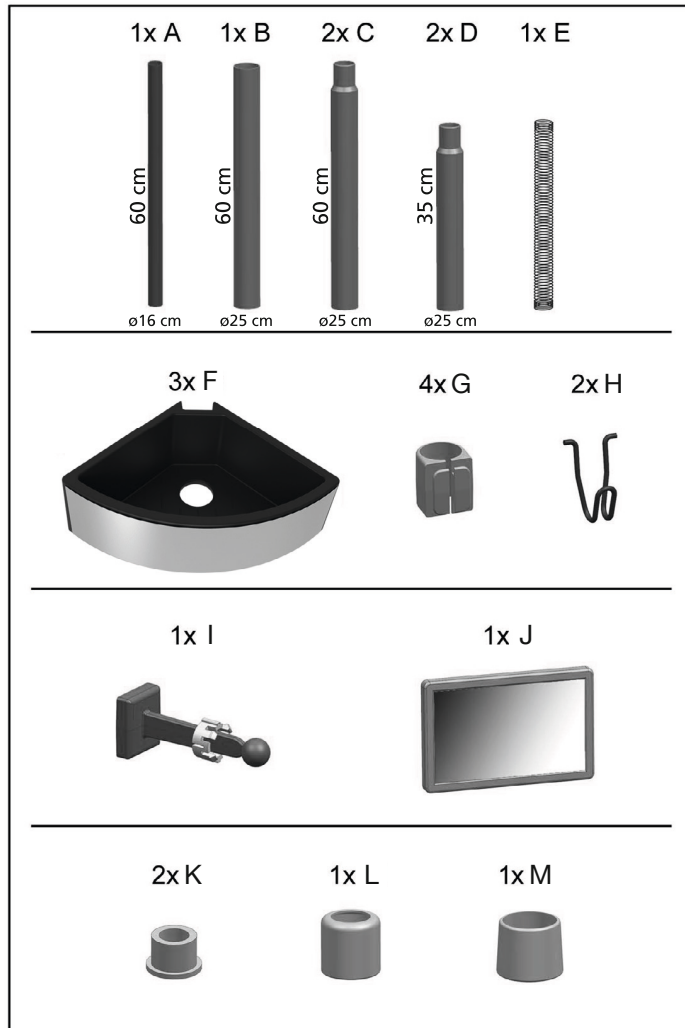 1x A 1x B 2x C 2x D 1x E
60 cm 60 cm 60 cm 35 cm
ø16 cm ø25 cm ø25 cm ø25 cm
3x F 4x G 2x H
1x I 1x J
2x K 1x L 1x M